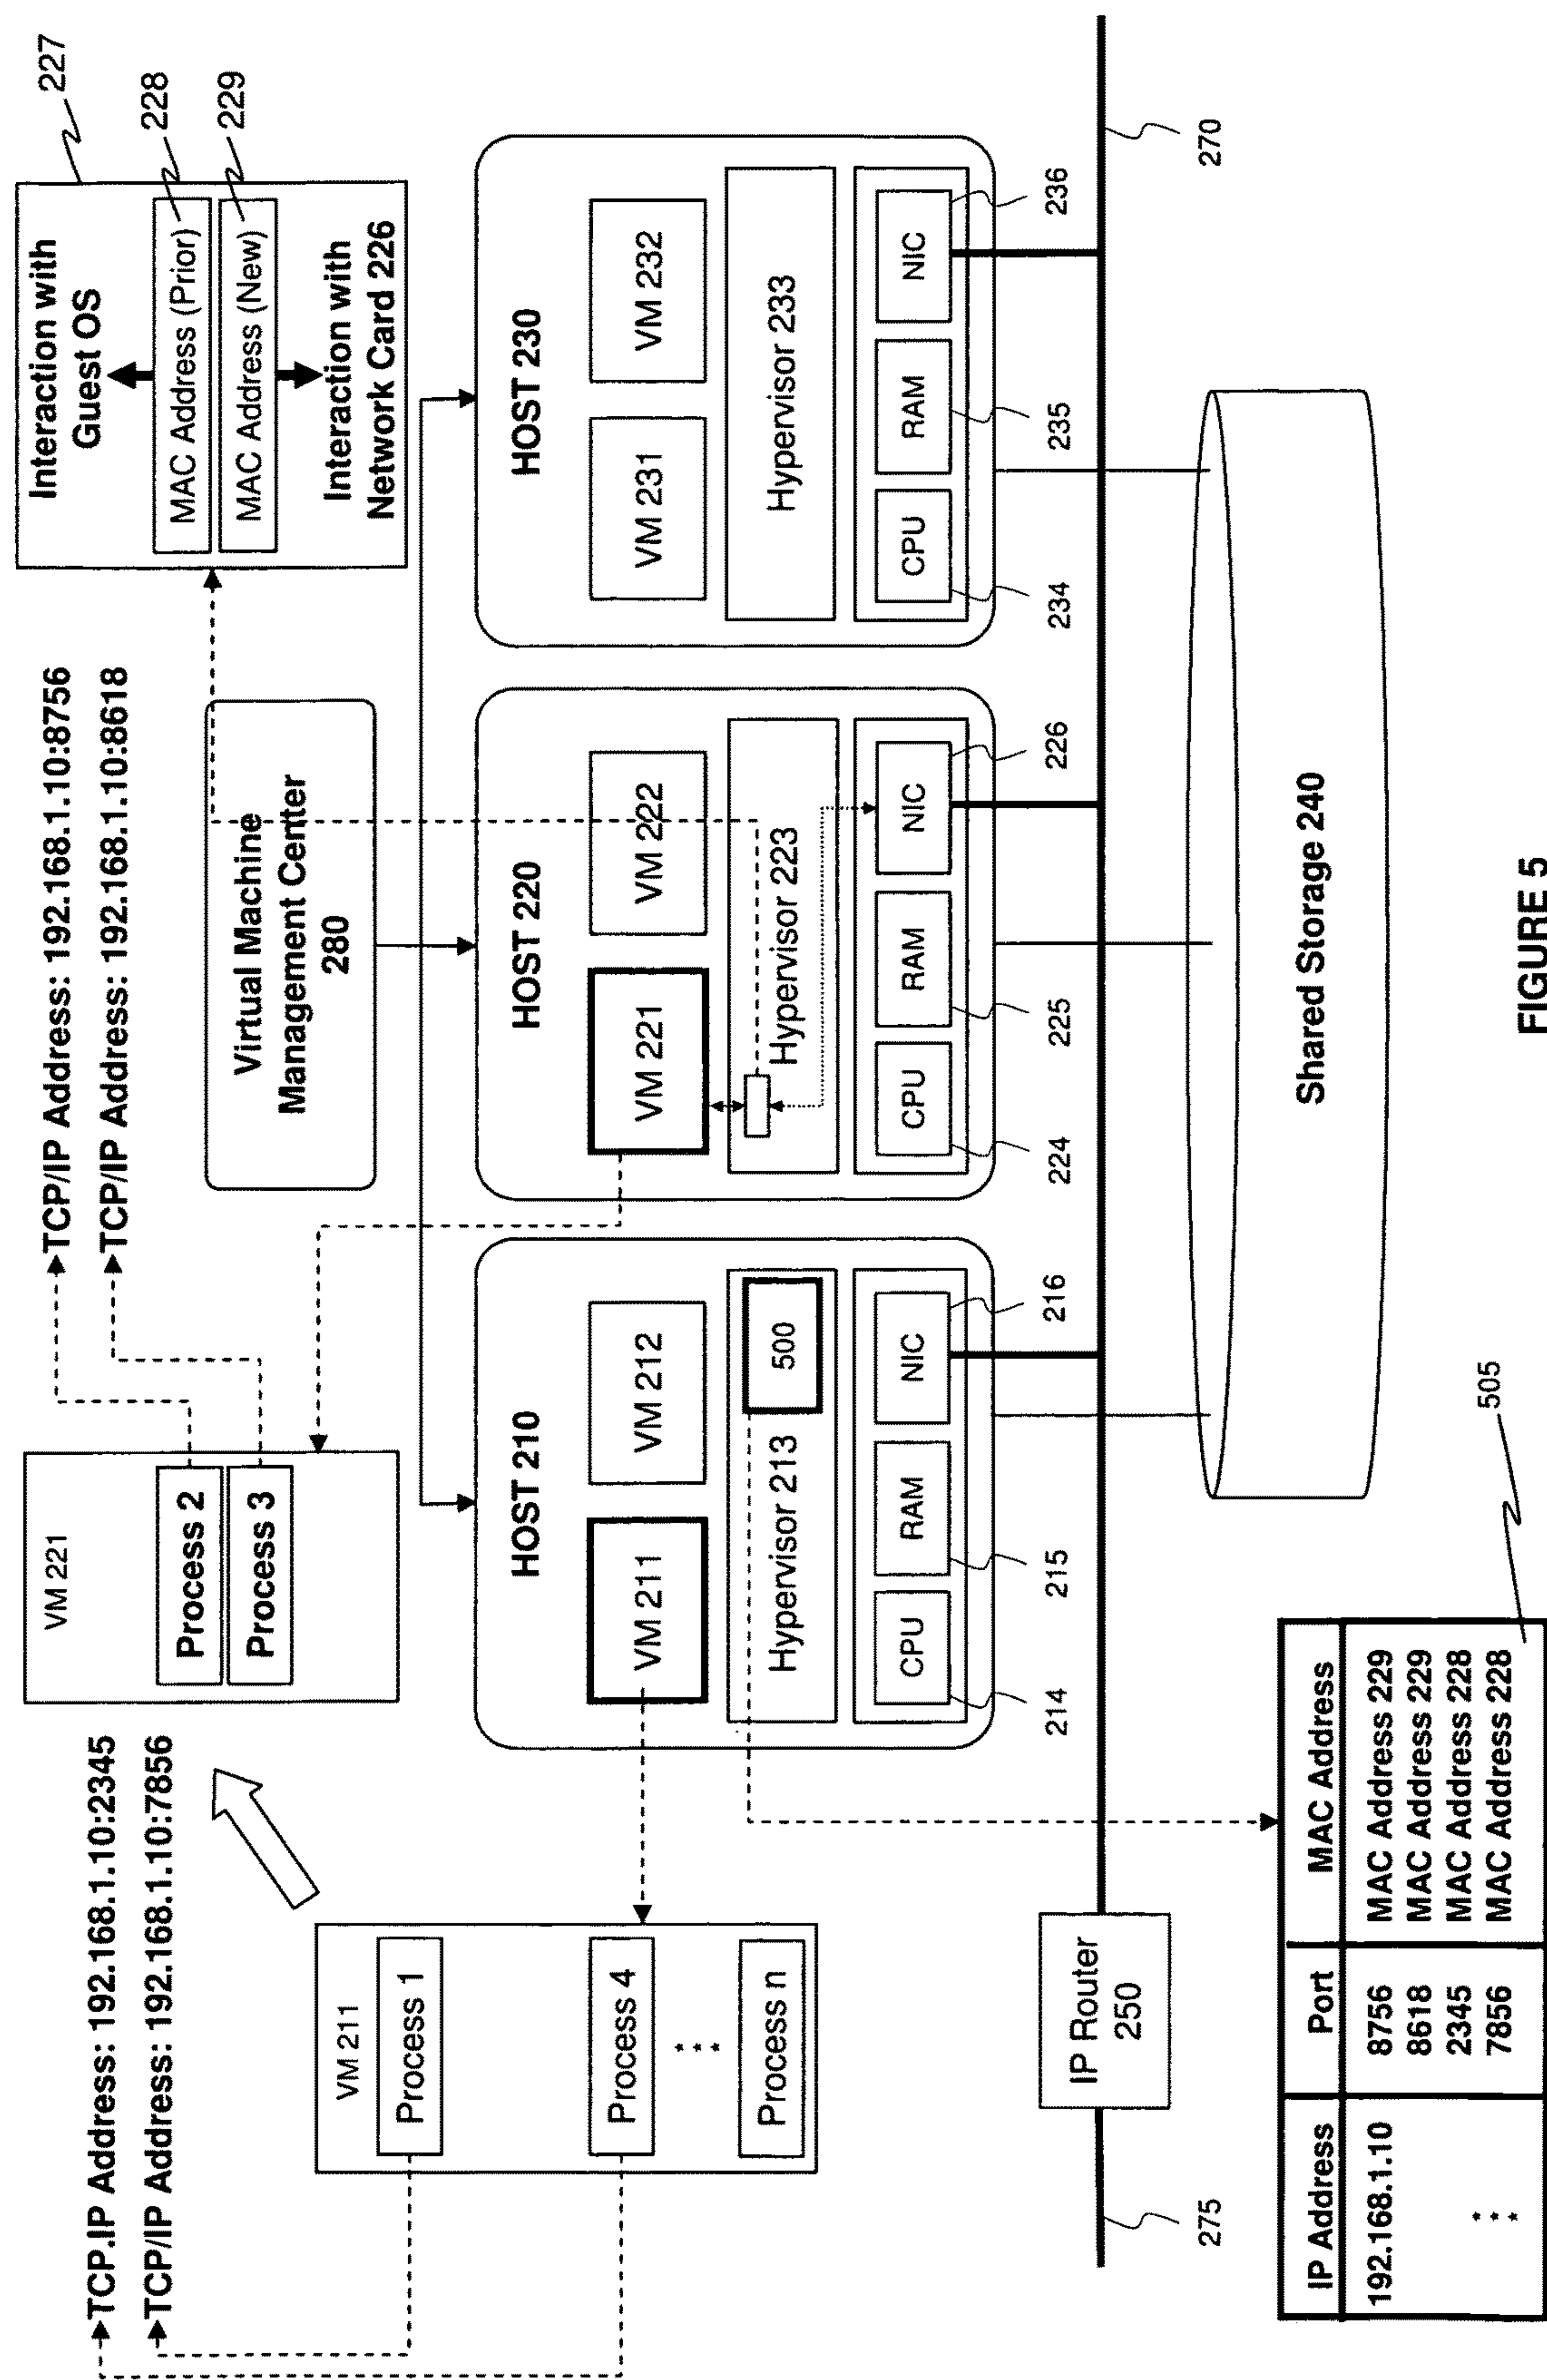 TCP.IP Address: 192.168.1.10:2345
TCP/IP Address: 192.168.1.10:7856
TCP/IP Address: 192.168.1.10:8756
TCP/IP Address: 192.168.1.10:8618
VM 211
Process 1
Process 4
* * *
Process n
VM 221
Process 2
Process 3
Virtual Machine
Management Center
280
Interaction with
Guest OS
MAC Address (Prior)
MAC Address (New)
Interaction with
Network Card 226
227
228
229
HOST 210
VM 211
VM 212
Hypervisor 213
500
CPU
RAM
NIC
214
215
216
HOST 220
VM 221
VM 222
Hypervisor 223
CPU
RAM
NIC
224
225
226
HOST 230
VM 231
VM 232
Hypervisor 233
CPU
RAM
NIC
234
235
236
275
IP Router
250
270
Shared Storage 240
IP Address Port MAC Address
192.168.1.10 8756 MAC Address 229
8618 MAC Address 229
* * * 2345 MAC Address 228
7856 MAC Address 228
505
FIGURE 5